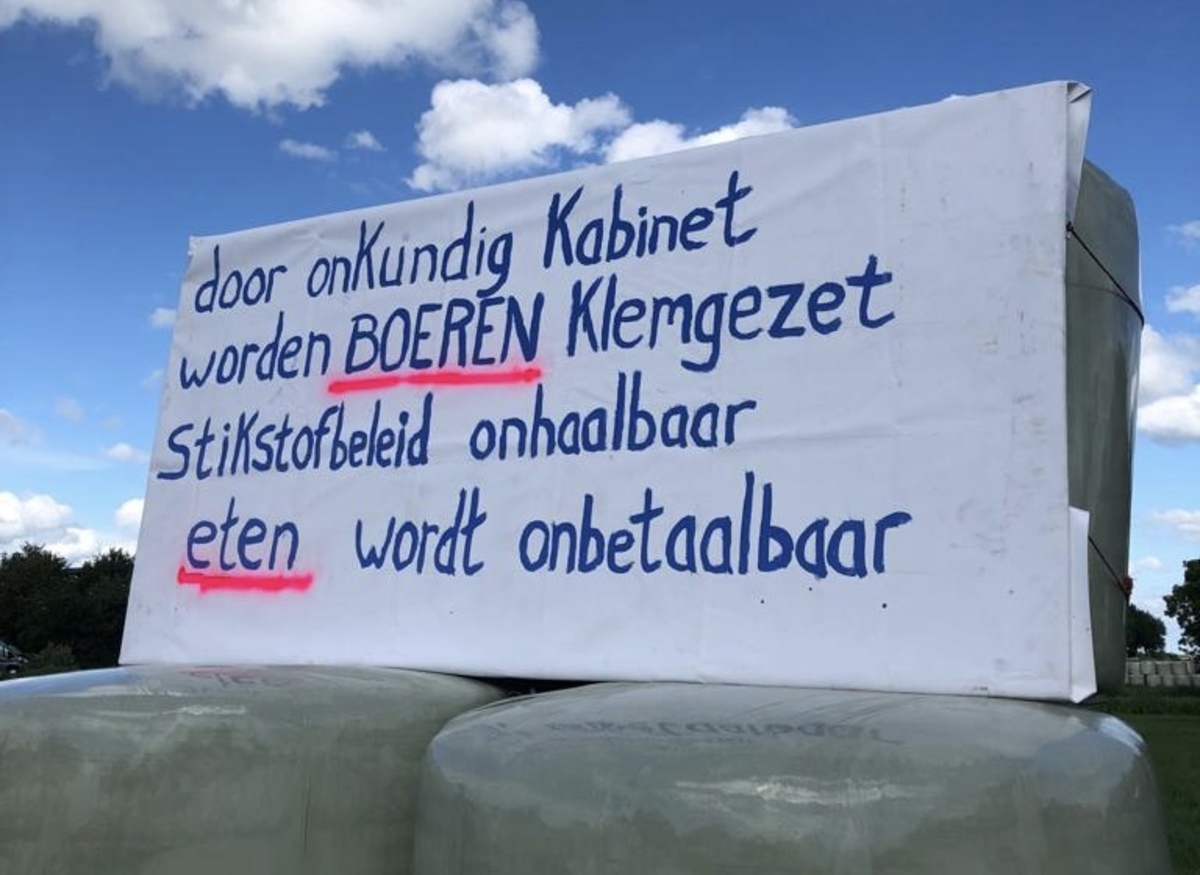 door onkundig Kabinet
worden BOEREN Klemgezet
Stikstofbeleid onhaalbaar
eten wordt onbetaalbaar